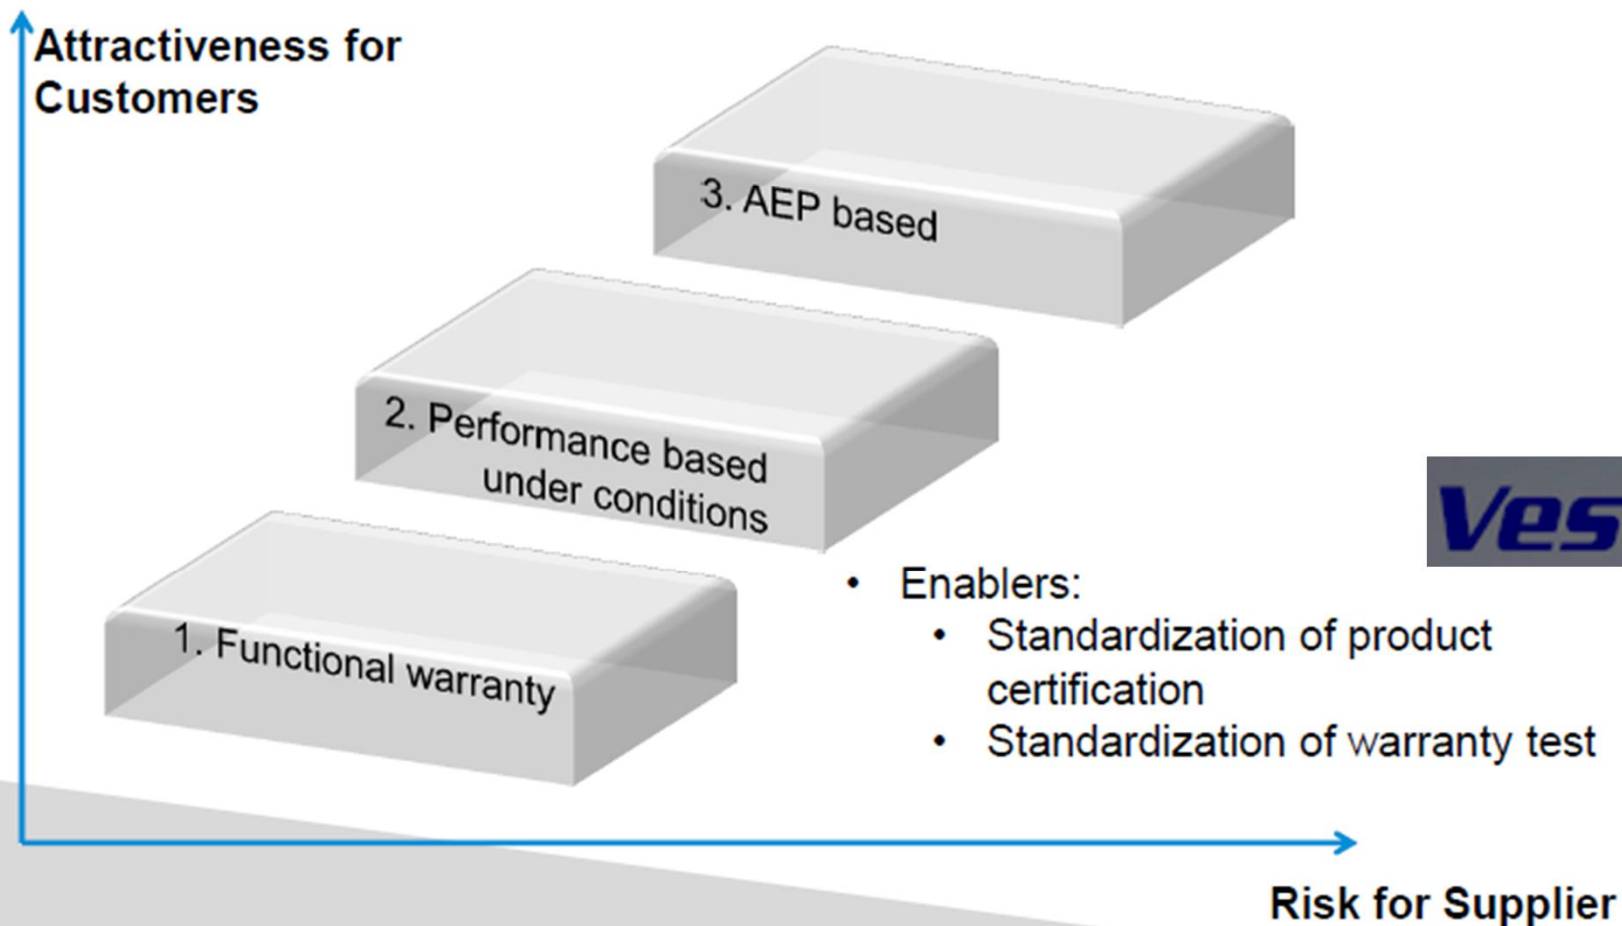 Attractiveness for
Customers
3. AEP based
2. Performance based
under conditions
1. Functional warranty
Ves
• Enablers:
• Standardization of product
certification
• Standardization of warranty test
Risk for Supplier